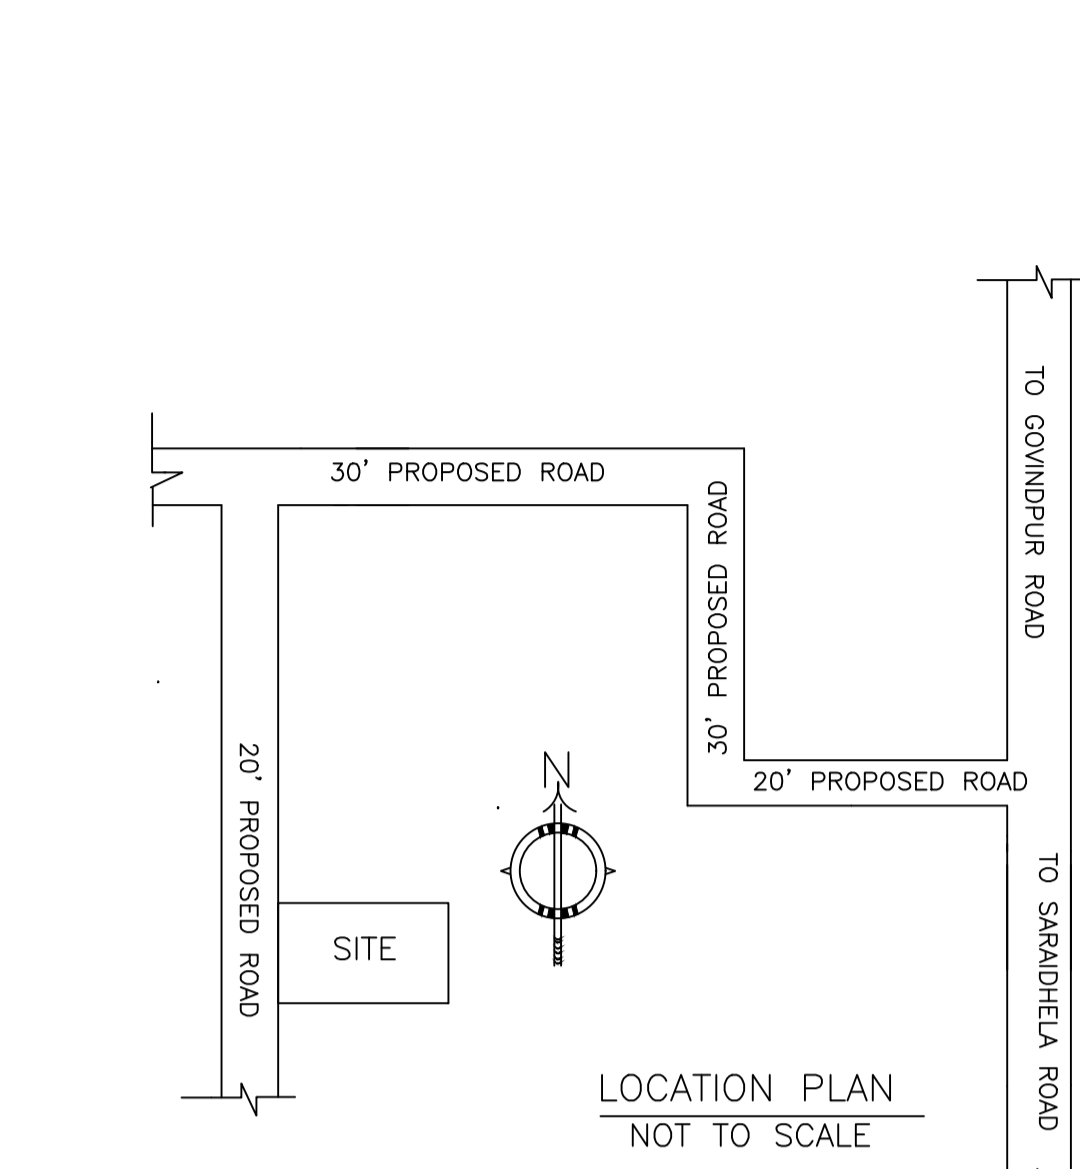 TO GOVINDPUR ROAD
30' PROPOSED ROAD
30' PROPOSED ROAD
20' PROPOSED ROAD
N
20' PROPOSED ROAD
SITE
TO SARAIDHELA ROAD
LOCATION PLAN
NOT TO SCALE